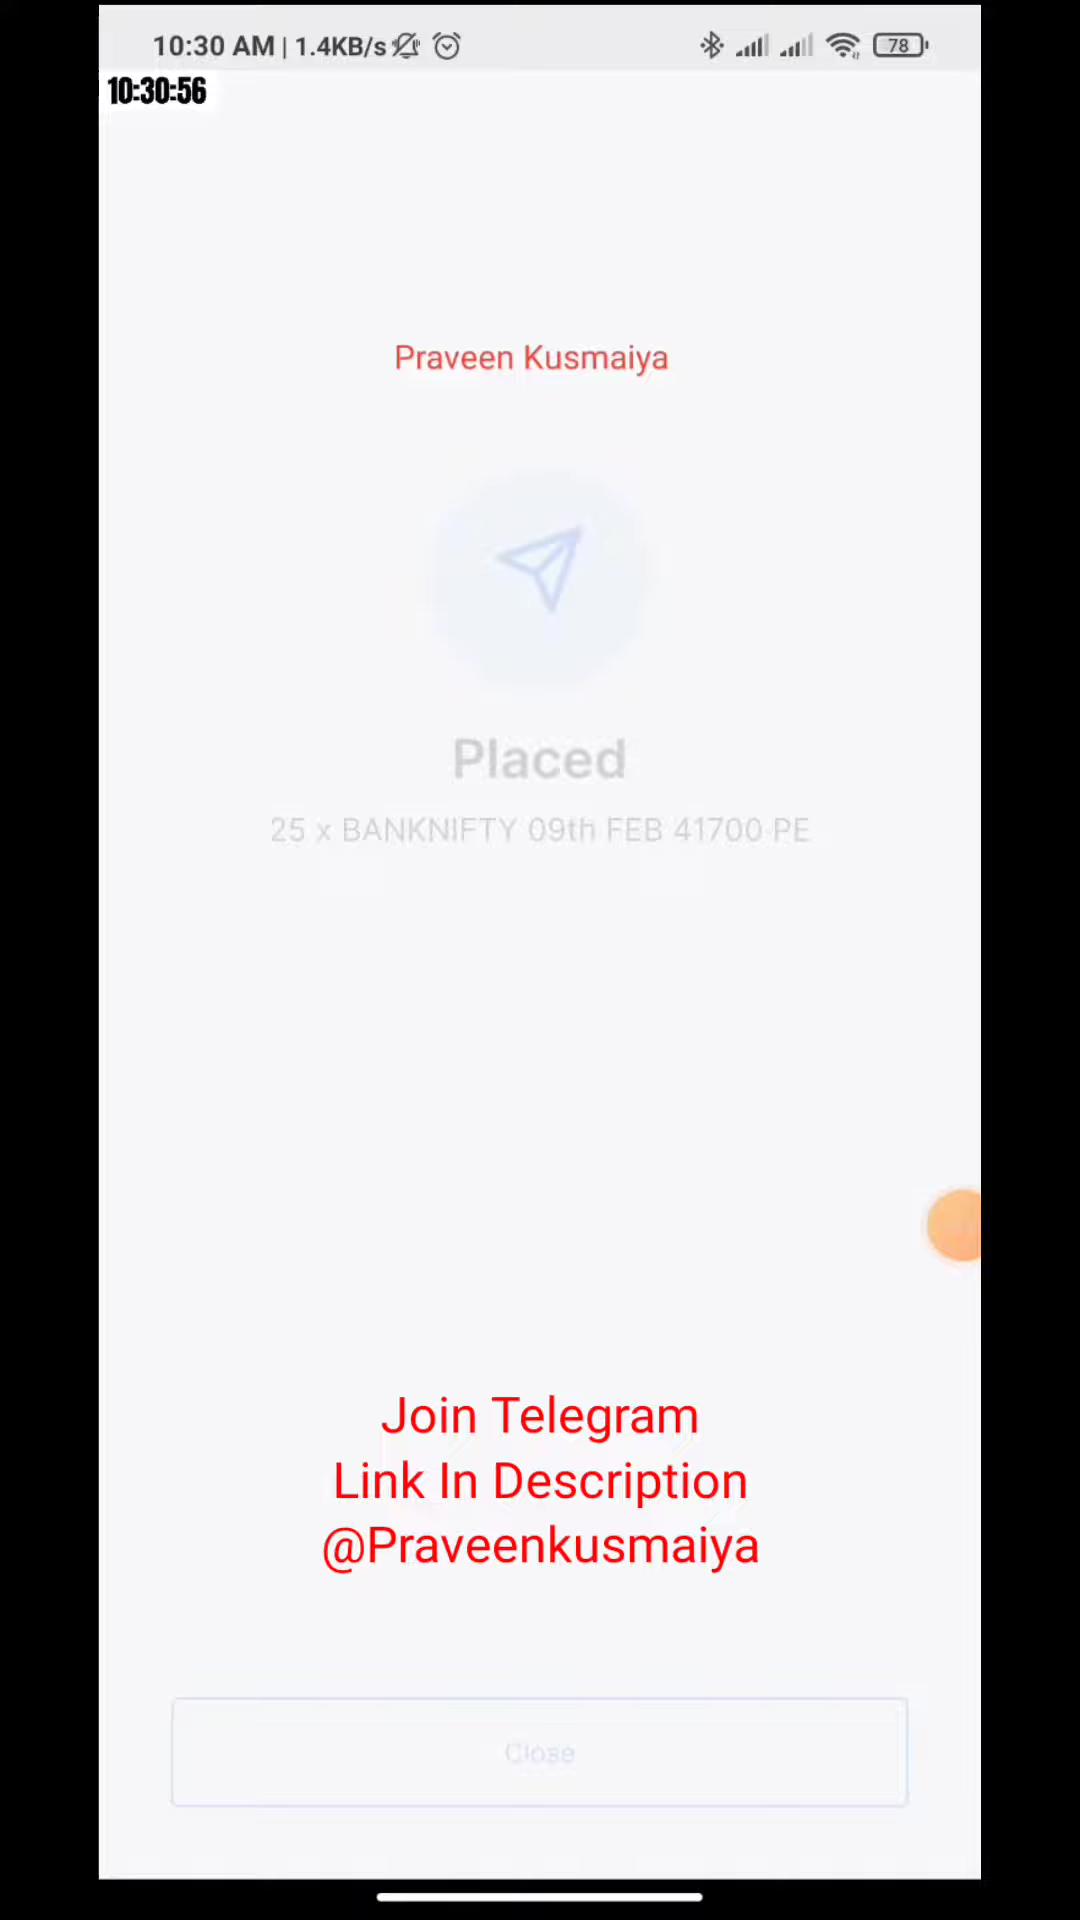 10:30 AM | 1.4KB/s
78
10:30:56
Praveen Kusmaiya
Placed
25 x BANKNIFTY 09th FEB 41700 PE
Join Telegram
Link In Description
@Praveenkusmaiya
Close